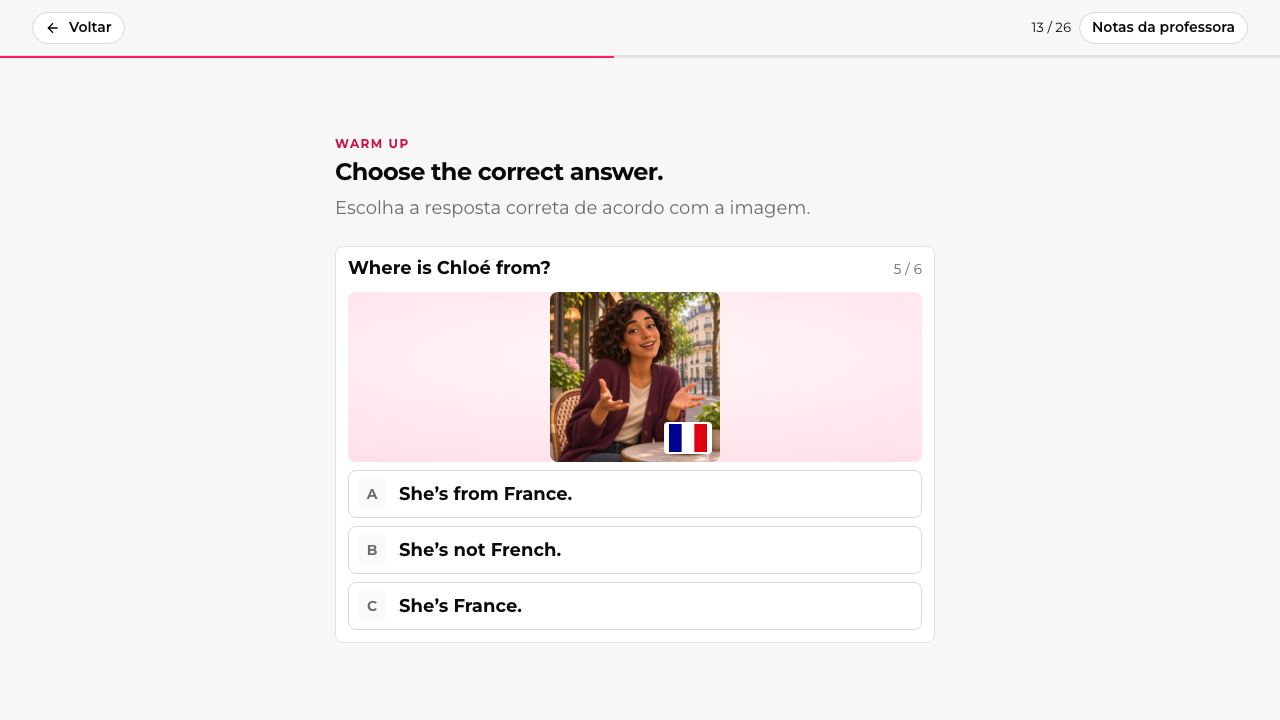 Voltar
13 / 26
Notas da professora
WARM UP
Choose the correct answer.
Escolha a resposta correta de acordo com a imagem.
Where is Chloé from?
5 / 6
A
She’s from France.
B
She’s not French.
C
She’s France.